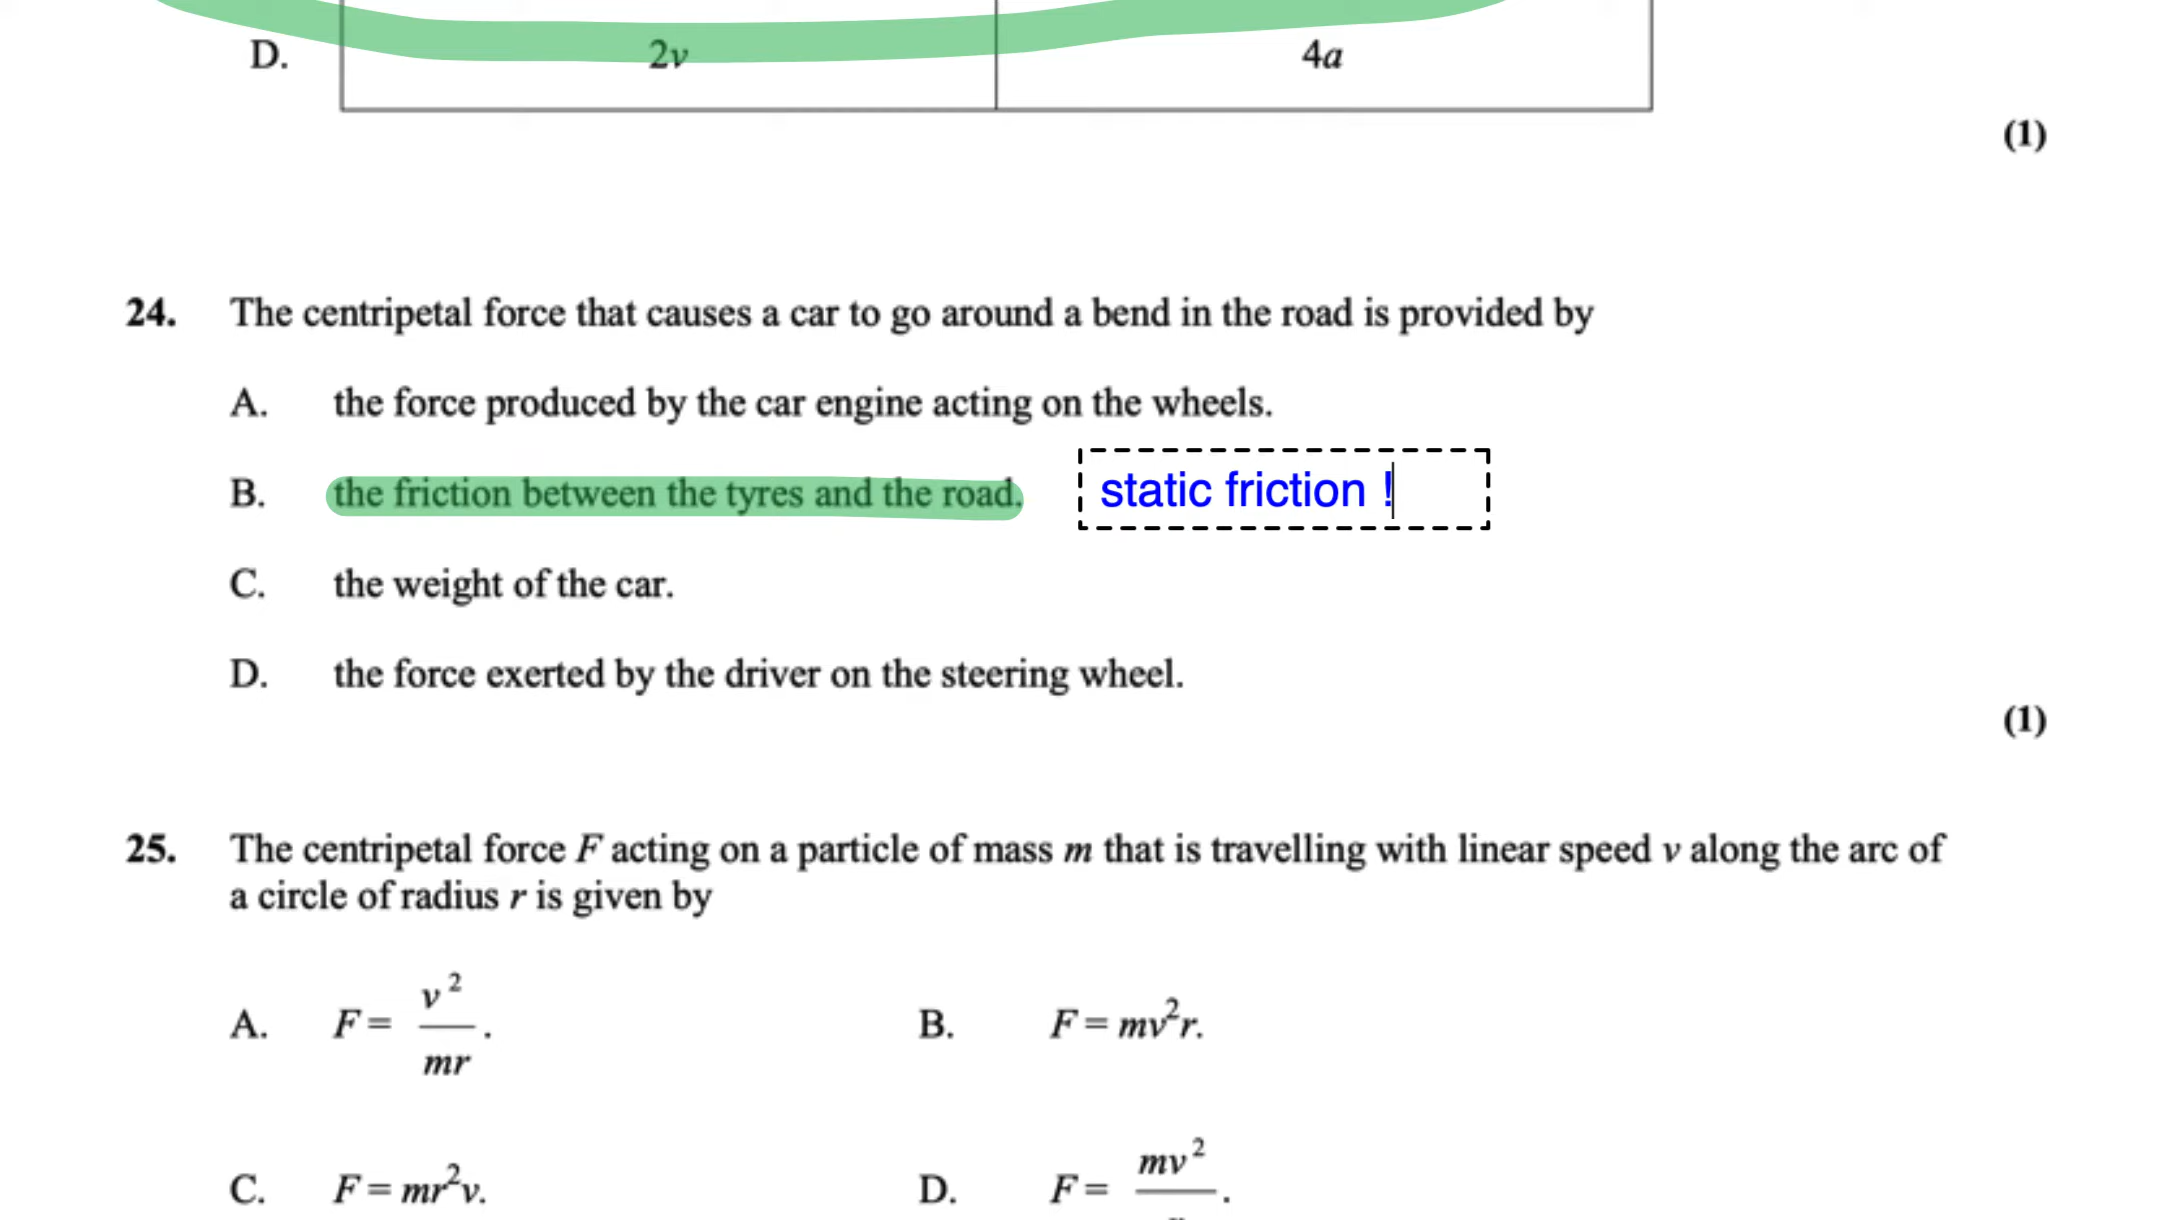 D. 2v 4a
(1)
24. The centripetal force that causes a car to go around a bend in the road is provided by
A. the force produced by the car engine acting on the wheels.
B. the friction between the tyres and the road. static friction !
C. the weight of the car.
D. the force exerted by the driver on the steering wheel.
(1)
25. The centripetal force F acting on a particle of mass m that is travelling with linear speed v along the arc of
a circle of radius r is given by
A. F = v²/mr. B. F = mv²r.
C. F = mr²v. D. F = mv²/